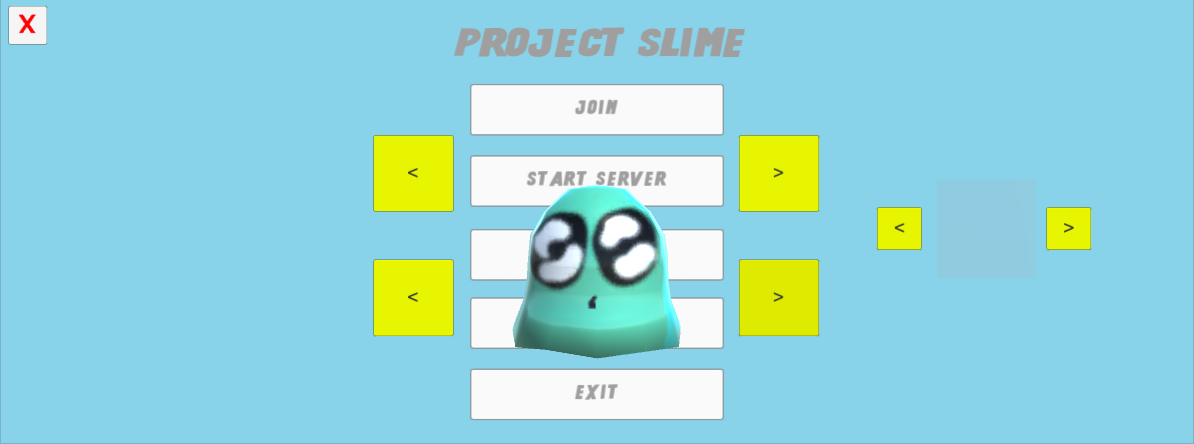 X
PROJECT SLIME
JOIN
< >
START SERVER
< >
< >
EXIT